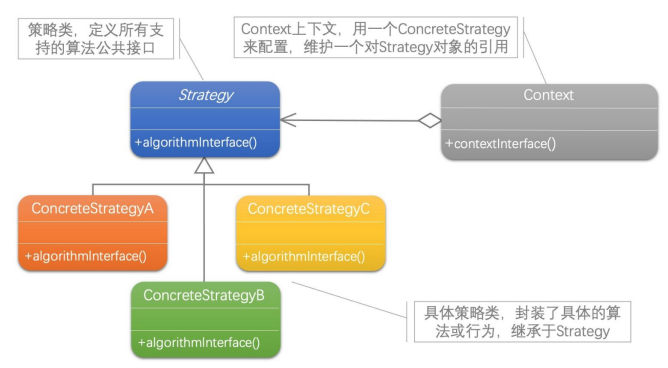 策略类，定义所有支
持的算法公共接口
Context上下文，用一个ConcreteStrategy
来配置，维护一个对Strategy对象的引用
Strategy
+algorithmInterface()
Context
+contextInterface()
ConcreteStrategyA
+algorithmInterface()
ConcreteStrategyC
+algorithmInterface()
ConcreteStrategyB
+algorithmInterface()
具体策略类，封装了具体的算
法或行为，继承于Strategy